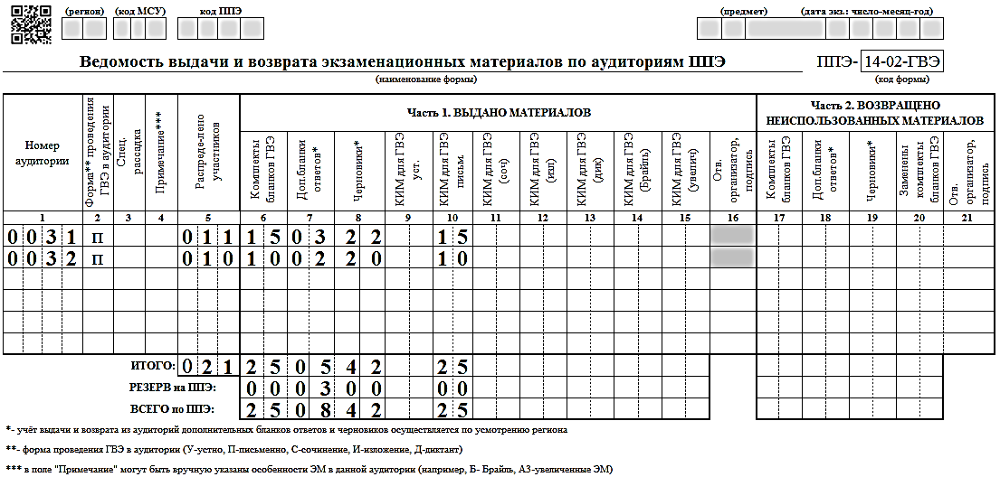 (регион) (код МСУ) код ППЭ (предмет) (дата экз.: число-месяц-год)
Ведомость выдачи и возврата экзаменационных материалов по аудиториям ППЭ ППЭ- 14-02-ГВЭ
(наименование формы) (код формы)
Номер аудитории
Форма** проведения ГВЭ в аудитории
Спец. рассадка
Примечание***
Распреде-лено участников
Часть 1. ВЫДАНО МАТЕРИАЛОВ
Комплекты бланков ГВЭ
Доп.бланки ответов*
Черновики*
КИМ для ГВЭ уст.
КИМ для ГВЭ письм.
КИМ для ГВЭ (соч)
КИМ для ГВЭ (изл)
КИМ для ГВЭ (дик)
КИМ для ГВЭ (Брайль)
КИМ для ГВЭ (увелич)
Отв. организатор, подпись
Часть 2. ВОЗВРАЩЕНО НЕИСПОЛЬЗОВАННЫХ МАТЕРИАЛОВ
Комплекты бланков ГВЭ
Доп.бланки ответов*
Черновики*
Заменены комплекты бланков ГВЭ
Отв. организатор, подпись
1 2 3 4 5 6 7 8 9 10 11 12 13 14 15 16 17 18 19 20 21
0031 П 011 15 03 22 15
0032 П 010 10 02 20 10
ИТОГО: 021 25 05 42 25
РЕЗЕРВ на ППЭ: 00 03 00 00
ВСЕГО по ППЭ: 25 08 42 25
*- учёт выдачи и возврата из аудиторий дополнительных бланков ответов и черновиков осуществляется по усмотрению региона
**- форма проведения ГВЭ в аудитории (У-устно, П-письменно, С-сочинение, И-изложение, Д-диктант)
*** в поле "Примечание" могут быть вручную указаны особенности ЭМ в данной аудитории (например, Б- Брайль, АЗ-увеличенные ЭМ)